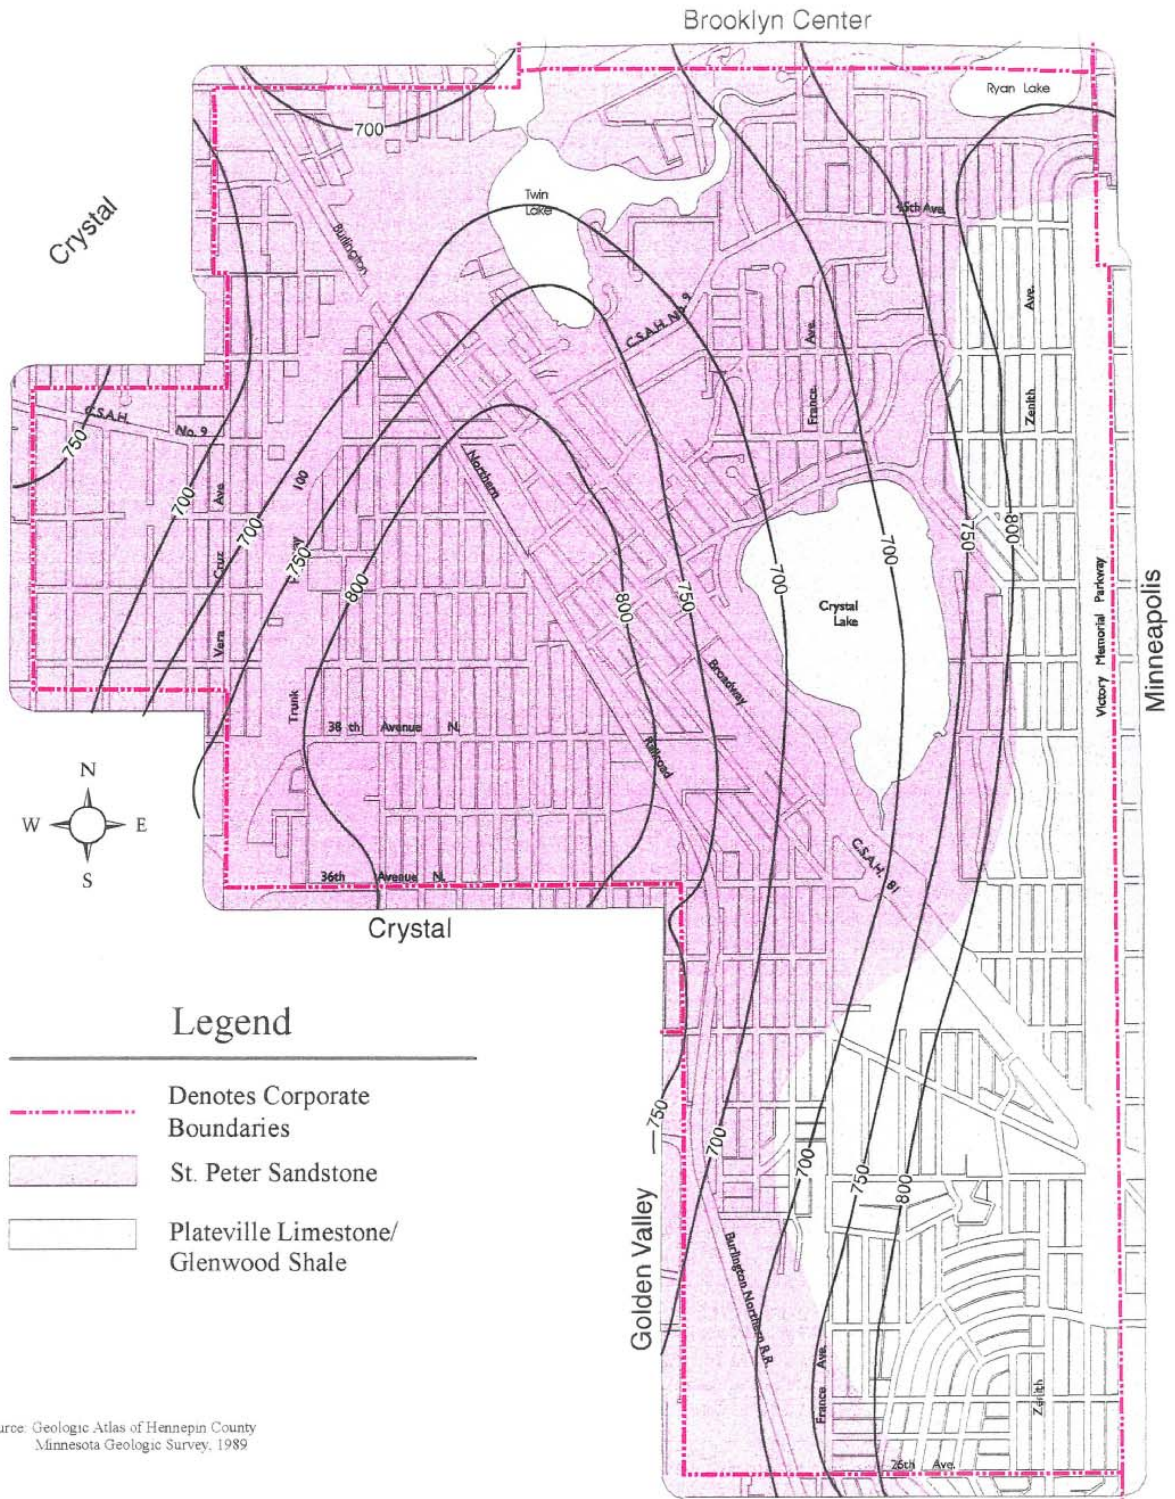 Brooklyn Center
Ryan Lake
700
Twin
Lake
Crystal
45th Ave.
Burlington
Ave.
C.S.A.H. No. 9
Ave.
France
Zenith
C.S.A.H.
No. 9
750
Northern
100
Ave.
700
700
750
800
Cruz
Vera
800
750
700
700
750
800
Crystal
Lake
Victory Memorial Parkway
Minneapolis
Broadway
Trunk
38 th Avenue N.
Railroad
N
W E
S
C.S.A.H. 81
36th Avenue N.
Crystal
Legend
Denotes Corporate
Boundaries
St. Peter Sandstone
Plateville Limestone/
Glenwood Shale
750
700
700
750
800
Golden Valley
Burlington Northern R.R.
France Ave.
Zenith
26th Ave.
urce: Geologic Atlas of Hennepin County
Minnesota Geologic Survey, 1989